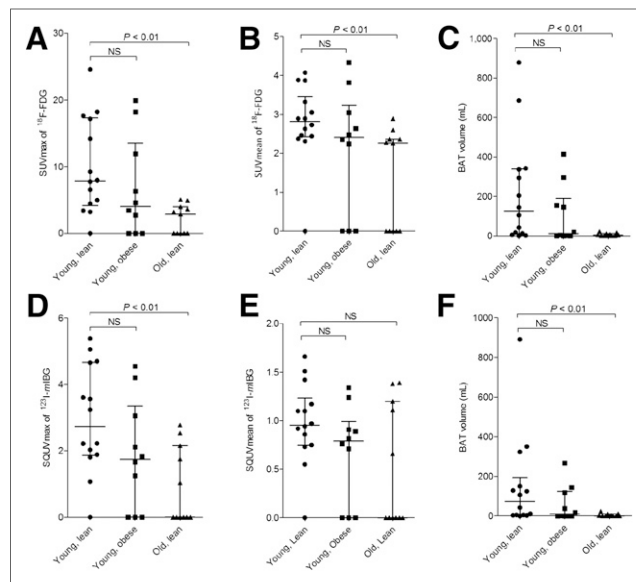 A
P < 0.01
NS
SUVmax of ¹⁸F-FDG
30
20
10
0
Young, lean
Young, obese
Old, lean
B
P < 0.01
NS
SUVmean of ¹⁸F-FDG
6
4
2
0
Young, lean
Young, obese
Old, lean
C
P < 0.01
NS
BAT volume (mL)
1,000
800
600
400
200
0
Young, lean
Young, obese
Old, lean
D
P < 0.01
NS
SQUVmax of ¹²³I-mIBG
6
4
2
0
Young, lean
Young, obese
Old, lean
E
NS
NS
SQUVmean of ¹²³I-mIBG
2.0
1.5
1.0
0.5
0.0
Young, Lean
Young, Obese
Old, Lean
F
P < 0.01
NS
BAT volume (mL)
1000
800
600
400
200
0
Young, lean
Young, obese
Old, lean